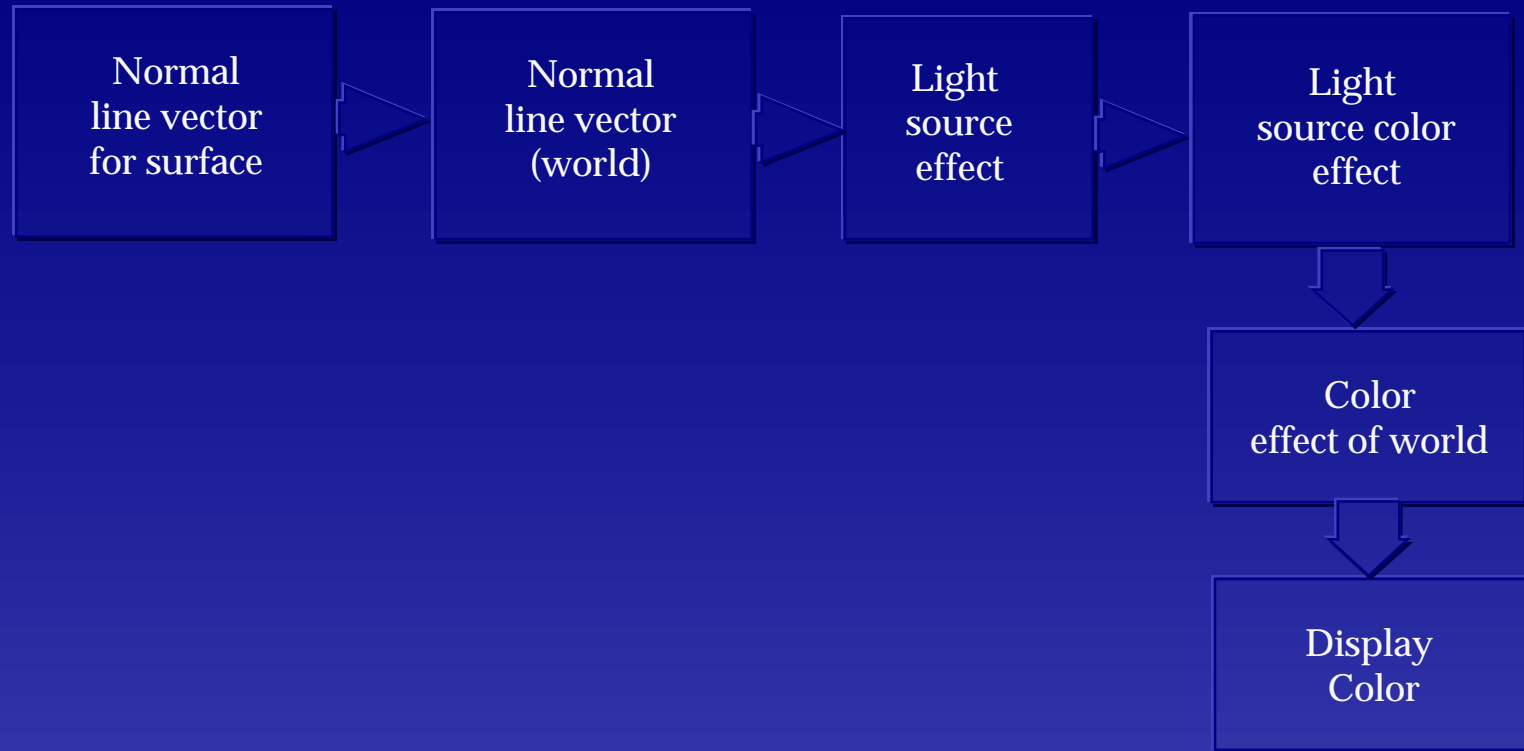 Normal
line vector
for surface
Normal
line vector
(world)
Light
source
effect
Light
source color
effect
Color
effect of world
Display
Color